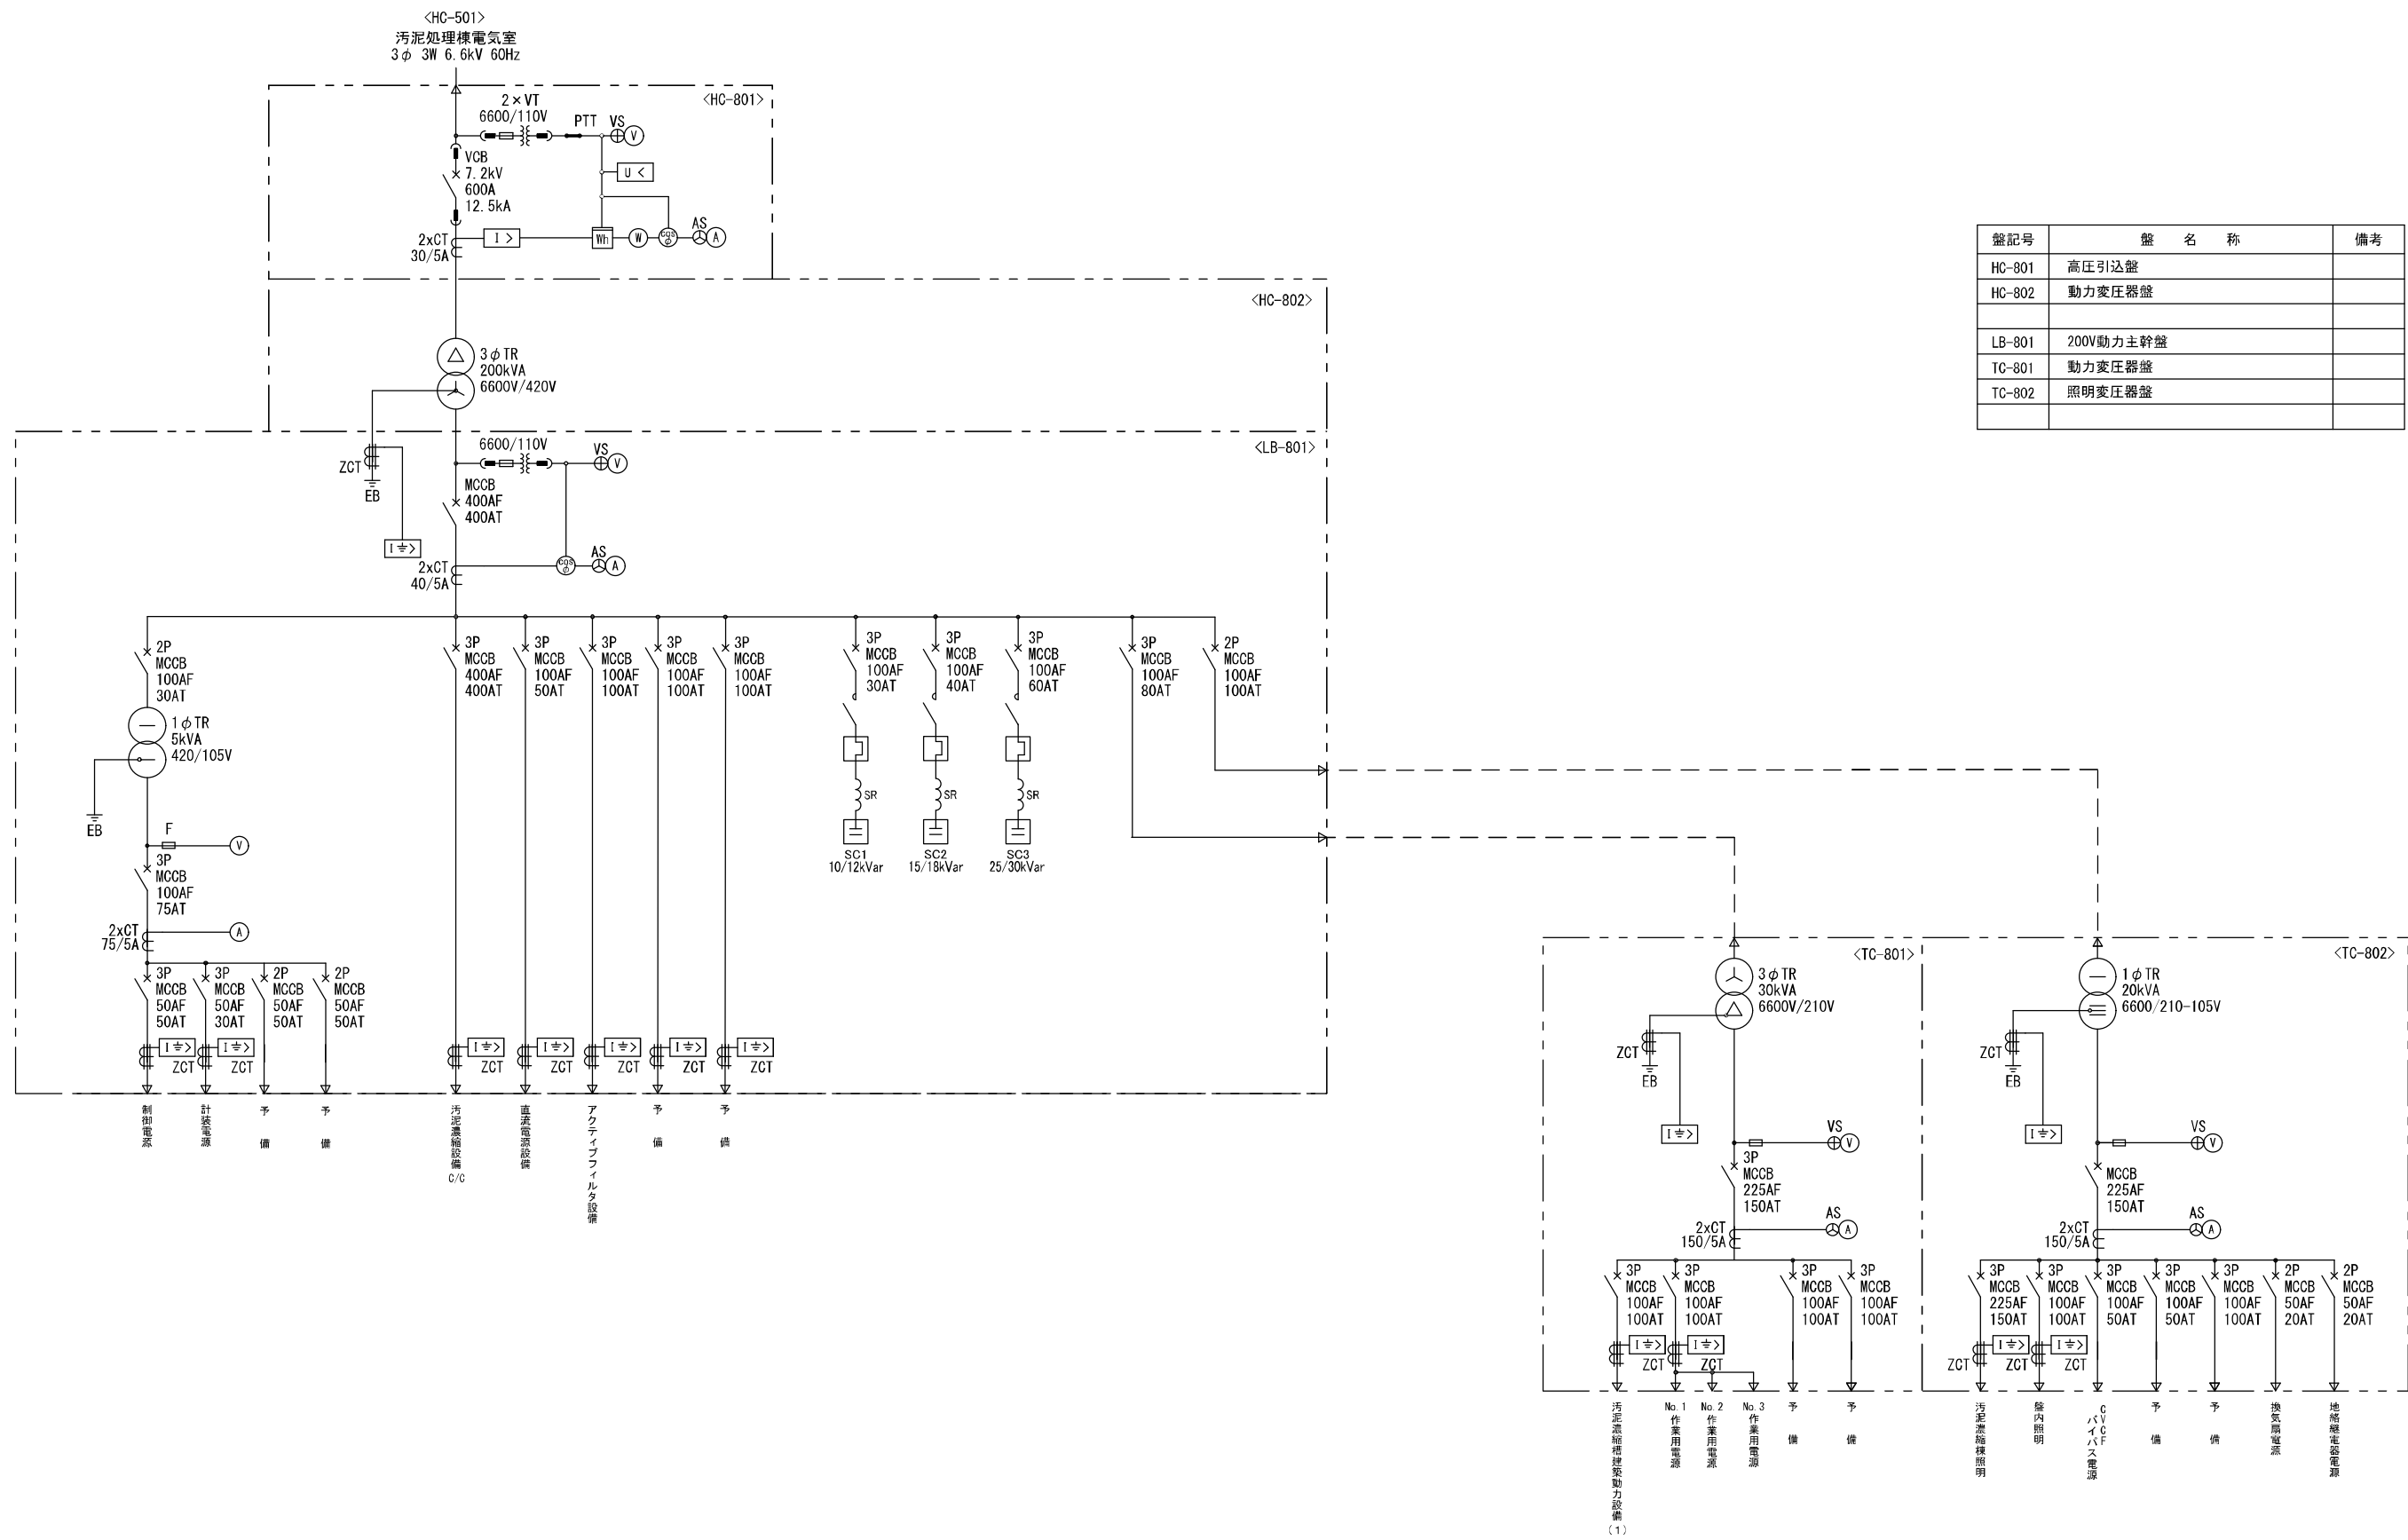 <HC-501>
汚泥処理棟電気室
3φ 3W 6.6kV 60Hz
<HC-801>
2×VT
6600/110V
PTT
VS
V
U <
VCB
7.2kV
600A
12.5kA
2xCT
30/5A
I >
Wh
W
cosφ
AS
A
盤記号 盤 名 称 備考
HC-801 高圧引込盤
HC-802 動力変圧器盤
LB-801 200V動力主幹盤
TC-801 動力変圧器盤
TC-802 照明変圧器盤
<HC-802>
3φTR
200kVA
6600V/420V
<LB-801>
ZCT
EB
I >
6600/110V
VS
V
MCCB
400AF
400AT
2xCT
40/5A
cosφ
AS
A
2P
MCCB
100AF
30AT
1φTR
5kVA
420/105V
EB
F
V
3P
MCCB
100AF
75AT
2xCT
75/5A
A
3P
MCCB
50AF
50AT
I >
ZCT
制御電源
3P
MCCB
50AF
30AT
I >
ZCT
計装電源
2P
MCCB
50AF
50AT
予備
2P
MCCB
50AF
50AT
予備
3P
MCCB
400AF
400AT
I >
ZCT
汚泥濃縮設備
C/C
3P
MCCB
100AF
50AT
I >
ZCT
直流電源設備
3P
MCCB
100AF
100AT
I >
ZCT
アクティブフィルタ設備
3P
MCCB
100AF
100AT
I >
ZCT
予備
3P
MCCB
100AF
100AT
I >
ZCT
予備
3P
MCCB
100AF
30AT
SR
SC1
10/12kVar
3P
MCCB
100AF
40AT
SR
SC2
15/18kVar
3P
MCCB
100AF
60AT
SR
SC3
25/30kVar
3P
MCCB
100AF
80AT
2P
MCCB
100AF
100AT
<TC-801>
3φTR
30kVA
6600V/210V
ZCT
EB
I >
VS
V
3P
MCCB
225AF
150AT
2xCT
150/5A
AS
A
3P
MCCB
100AF
100AT
I >
ZCT
汚泥濃縮槽建築動力設備
(1)
3P
MCCB
100AF
100AT
I >
ZCT
No.1
作業用電源
No.2
作業用電源
No.3
作業用電源
3P
MCCB
100AF
100AT
予備
3P
MCCB
100AF
100AT
予備
<TC-802>
1φTR
20kVA
6600/210-105V
ZCT
EB
I >
VS
V
MCCB
225AF
150AT
2xCT
150/5A
AS
A
3P
MCCB
225AF
150AT
ZCT
I >
ZCT
汚泥濃縮棟照明
3P
MCCB
100AF
100AT
I >
ZCT
盤内照明
3P
MCCB
100AF
50AT
CVCF
バイパス電源
3P
MCCB
100AF
50AT
予備
3P
MCCB
100AF
100AT
予備
2P
MCCB
50AF
20AT
換気扇電源
2P
MCCB
50AF
20AT
地絡継電器電源